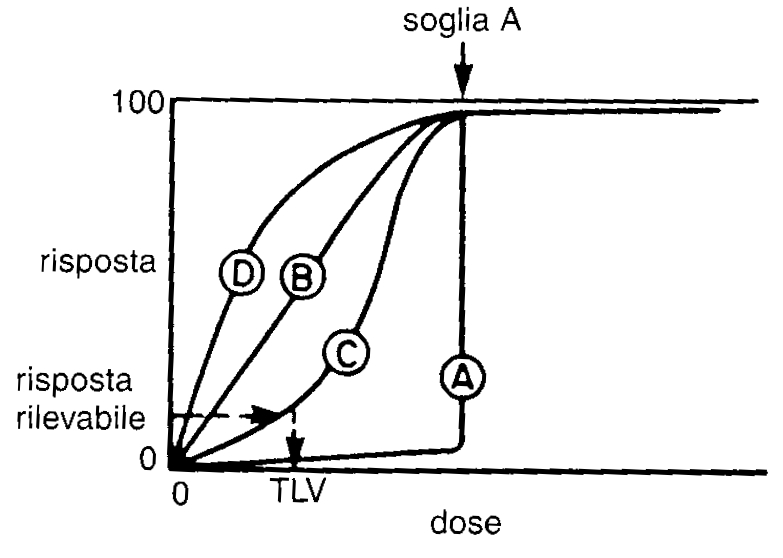 soglia A
100
D
B
risposta
C
A
risposta
rilevabile
0
0
TLV
dose